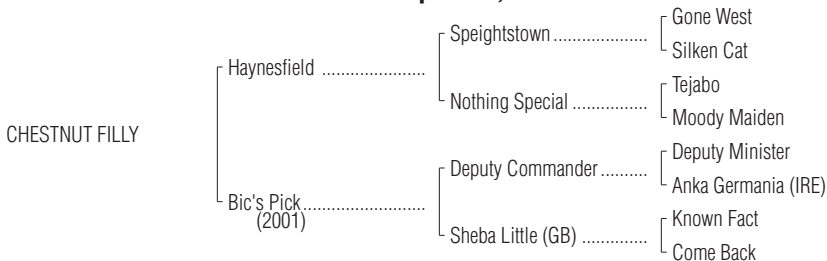 Gone West
Speightstown ....................
Silken Cat
Haynesfield ......................
Tejabo
Nothing Special ................
Moody Maiden
CHESTNUT FILLY
Deputy Minister
Deputy Commander ..........
Anka Germania (IRE)
Bic's Pick..........................
(2001)
Known Fact
Sheba Little (GB) ..............
Come Back